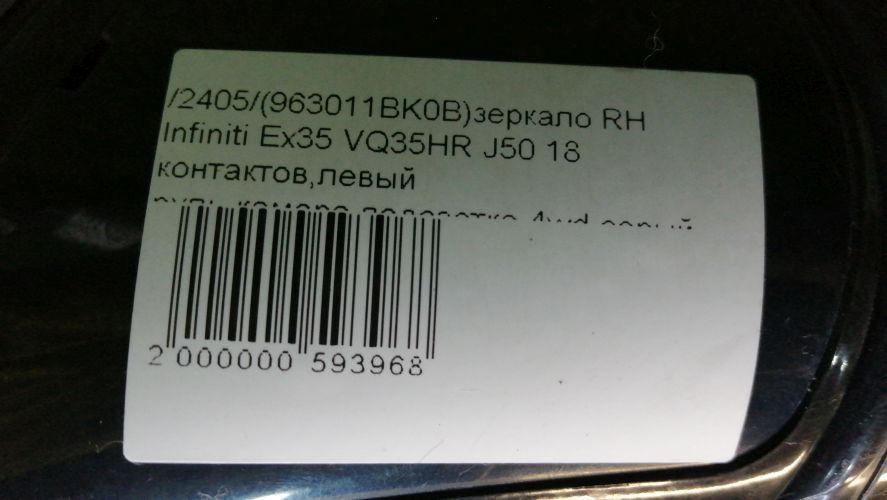 /2405/(963011BK0B)зеркало RH
Infiniti Ex35 VQ35HR J50 18
контактов,левый
2 000000 593968